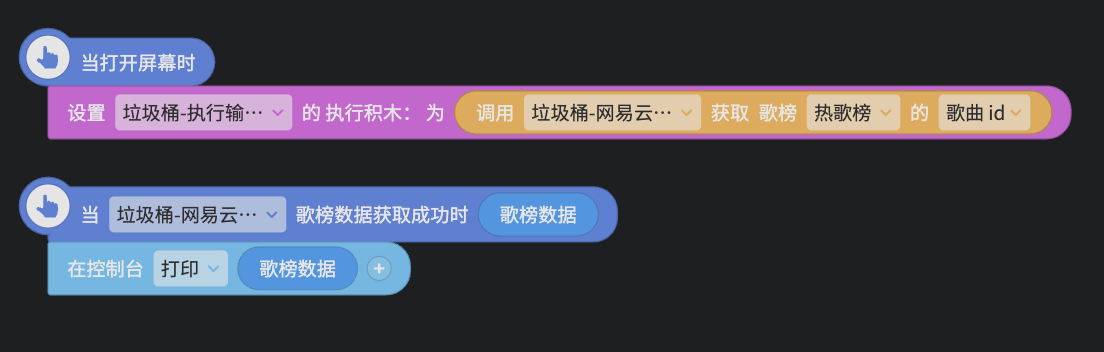 当打开屏幕时
设置 垃圾桶-执行输… 的 执行积木： 为 调用 垃圾桶-网易云… 获取 歌榜 热歌榜 的 歌曲 id
当 垃圾桶-网易云… 歌榜数据获取成功时 歌榜数据
在控制台 打印 歌榜数据 +